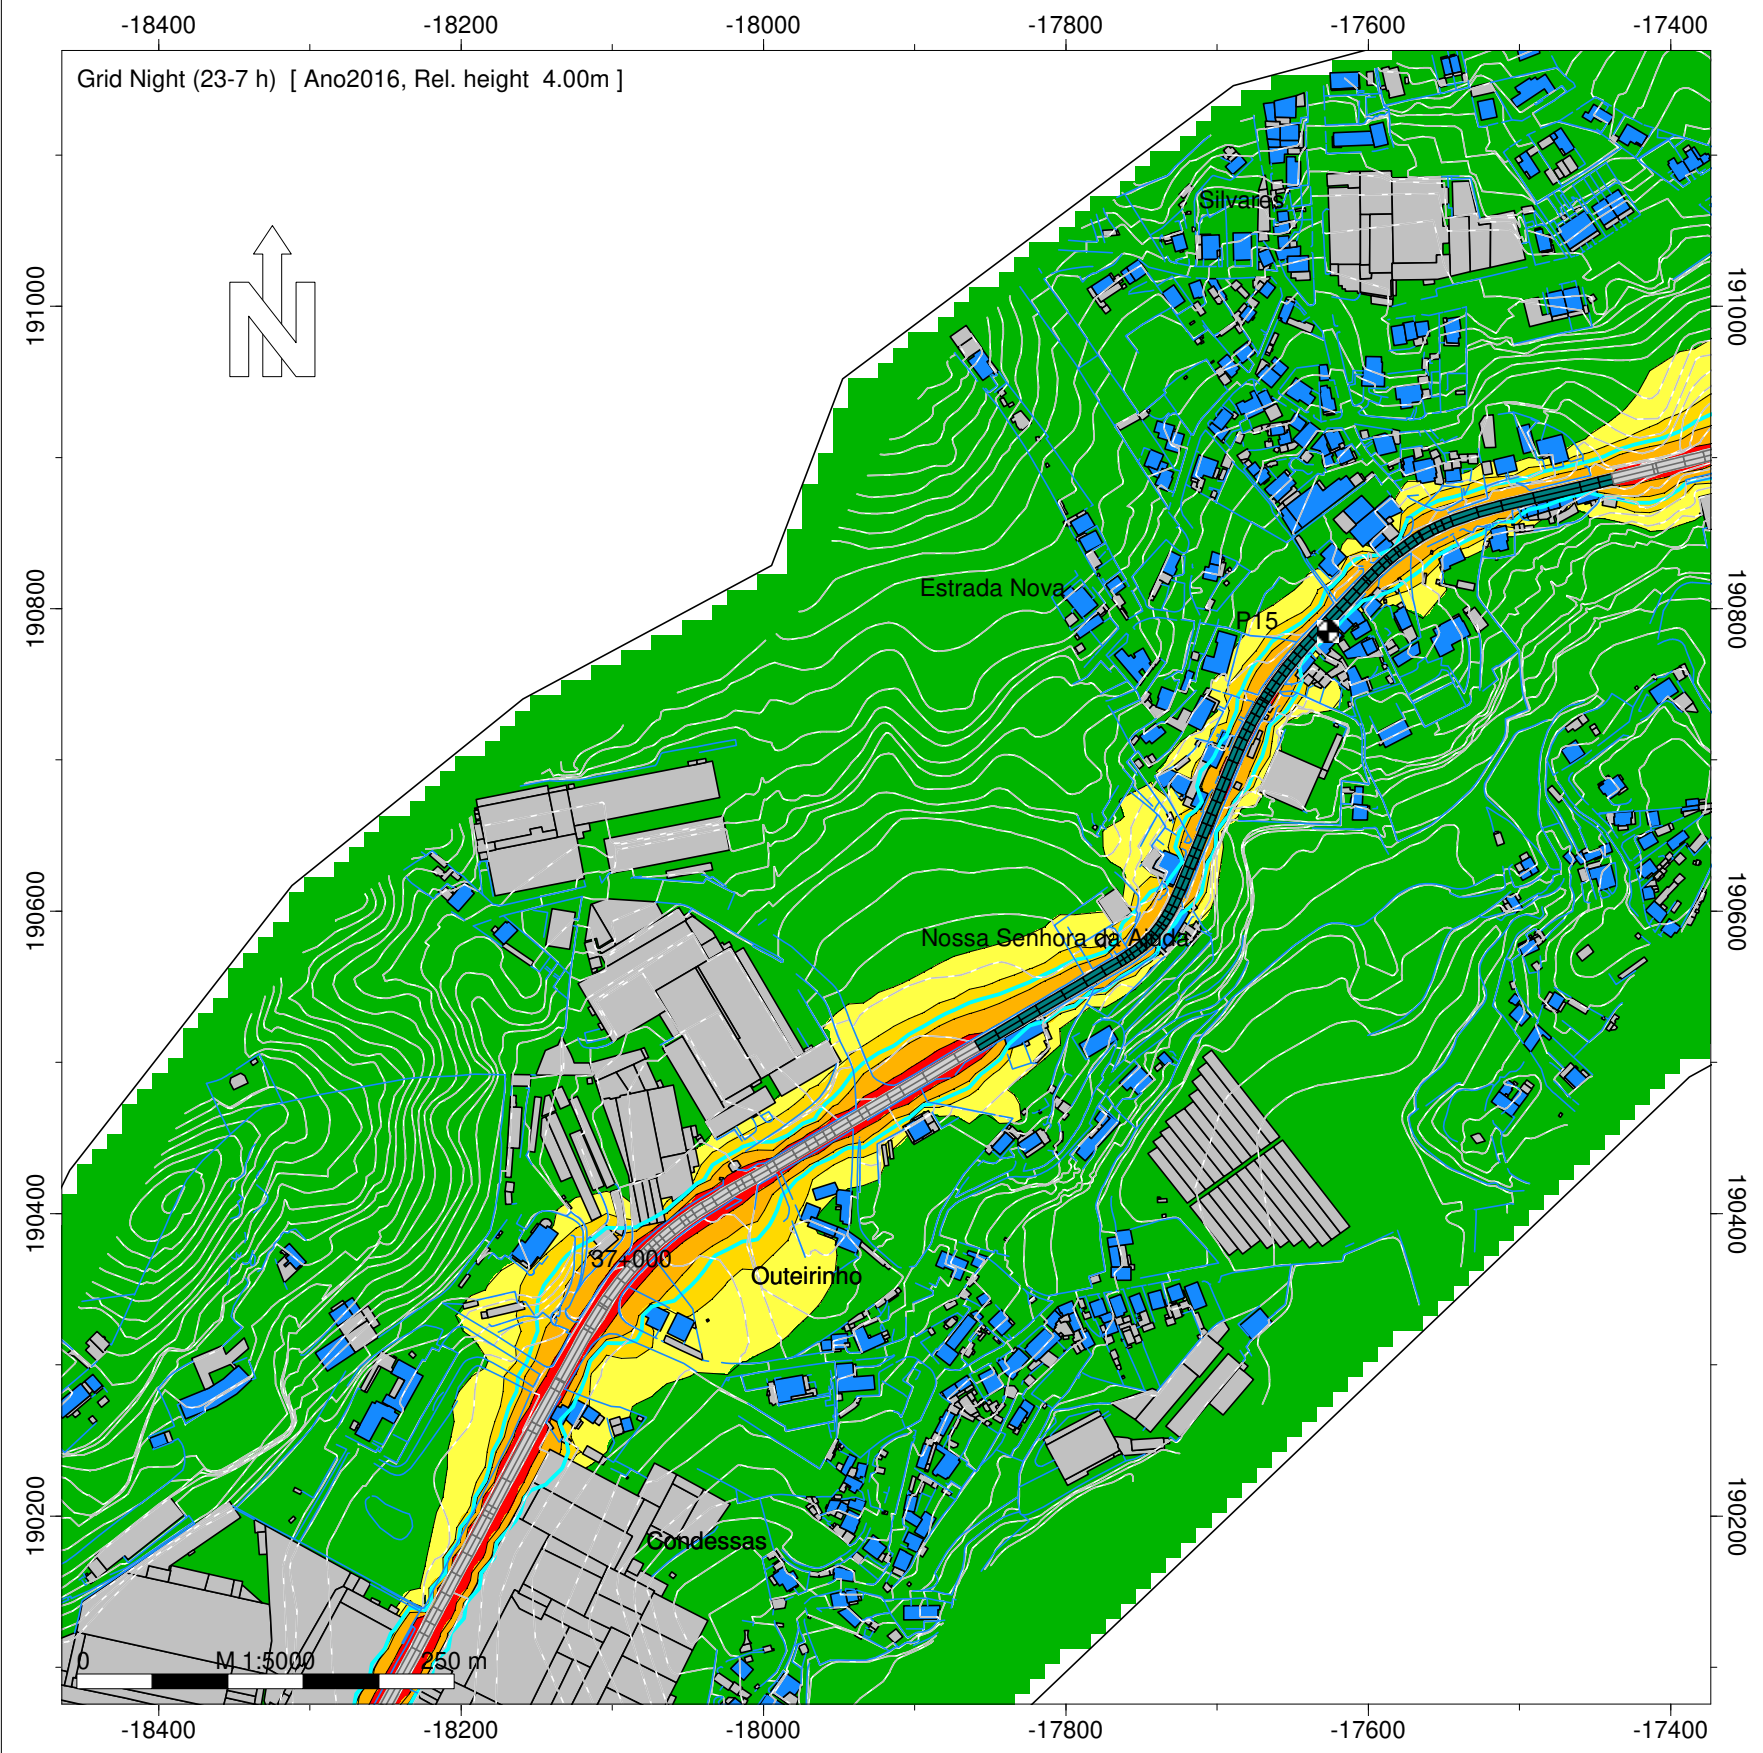 -18400 -18200 -18000 -17800 -17600 -17400
Grid Night (23-7 h) [ Ano2016, Rel. height 4.00m ]
Silvares
N
191000
191000
Estrada Nova
190800
190800
P15
190600
190600
Nossa Senhora da Ajuda
190400
190400
37+000
Outeirinho
190200
190200
Condessas
0 M 1:5000 250 m
-18400 -18200 -18000 -17800 -17600 -17400